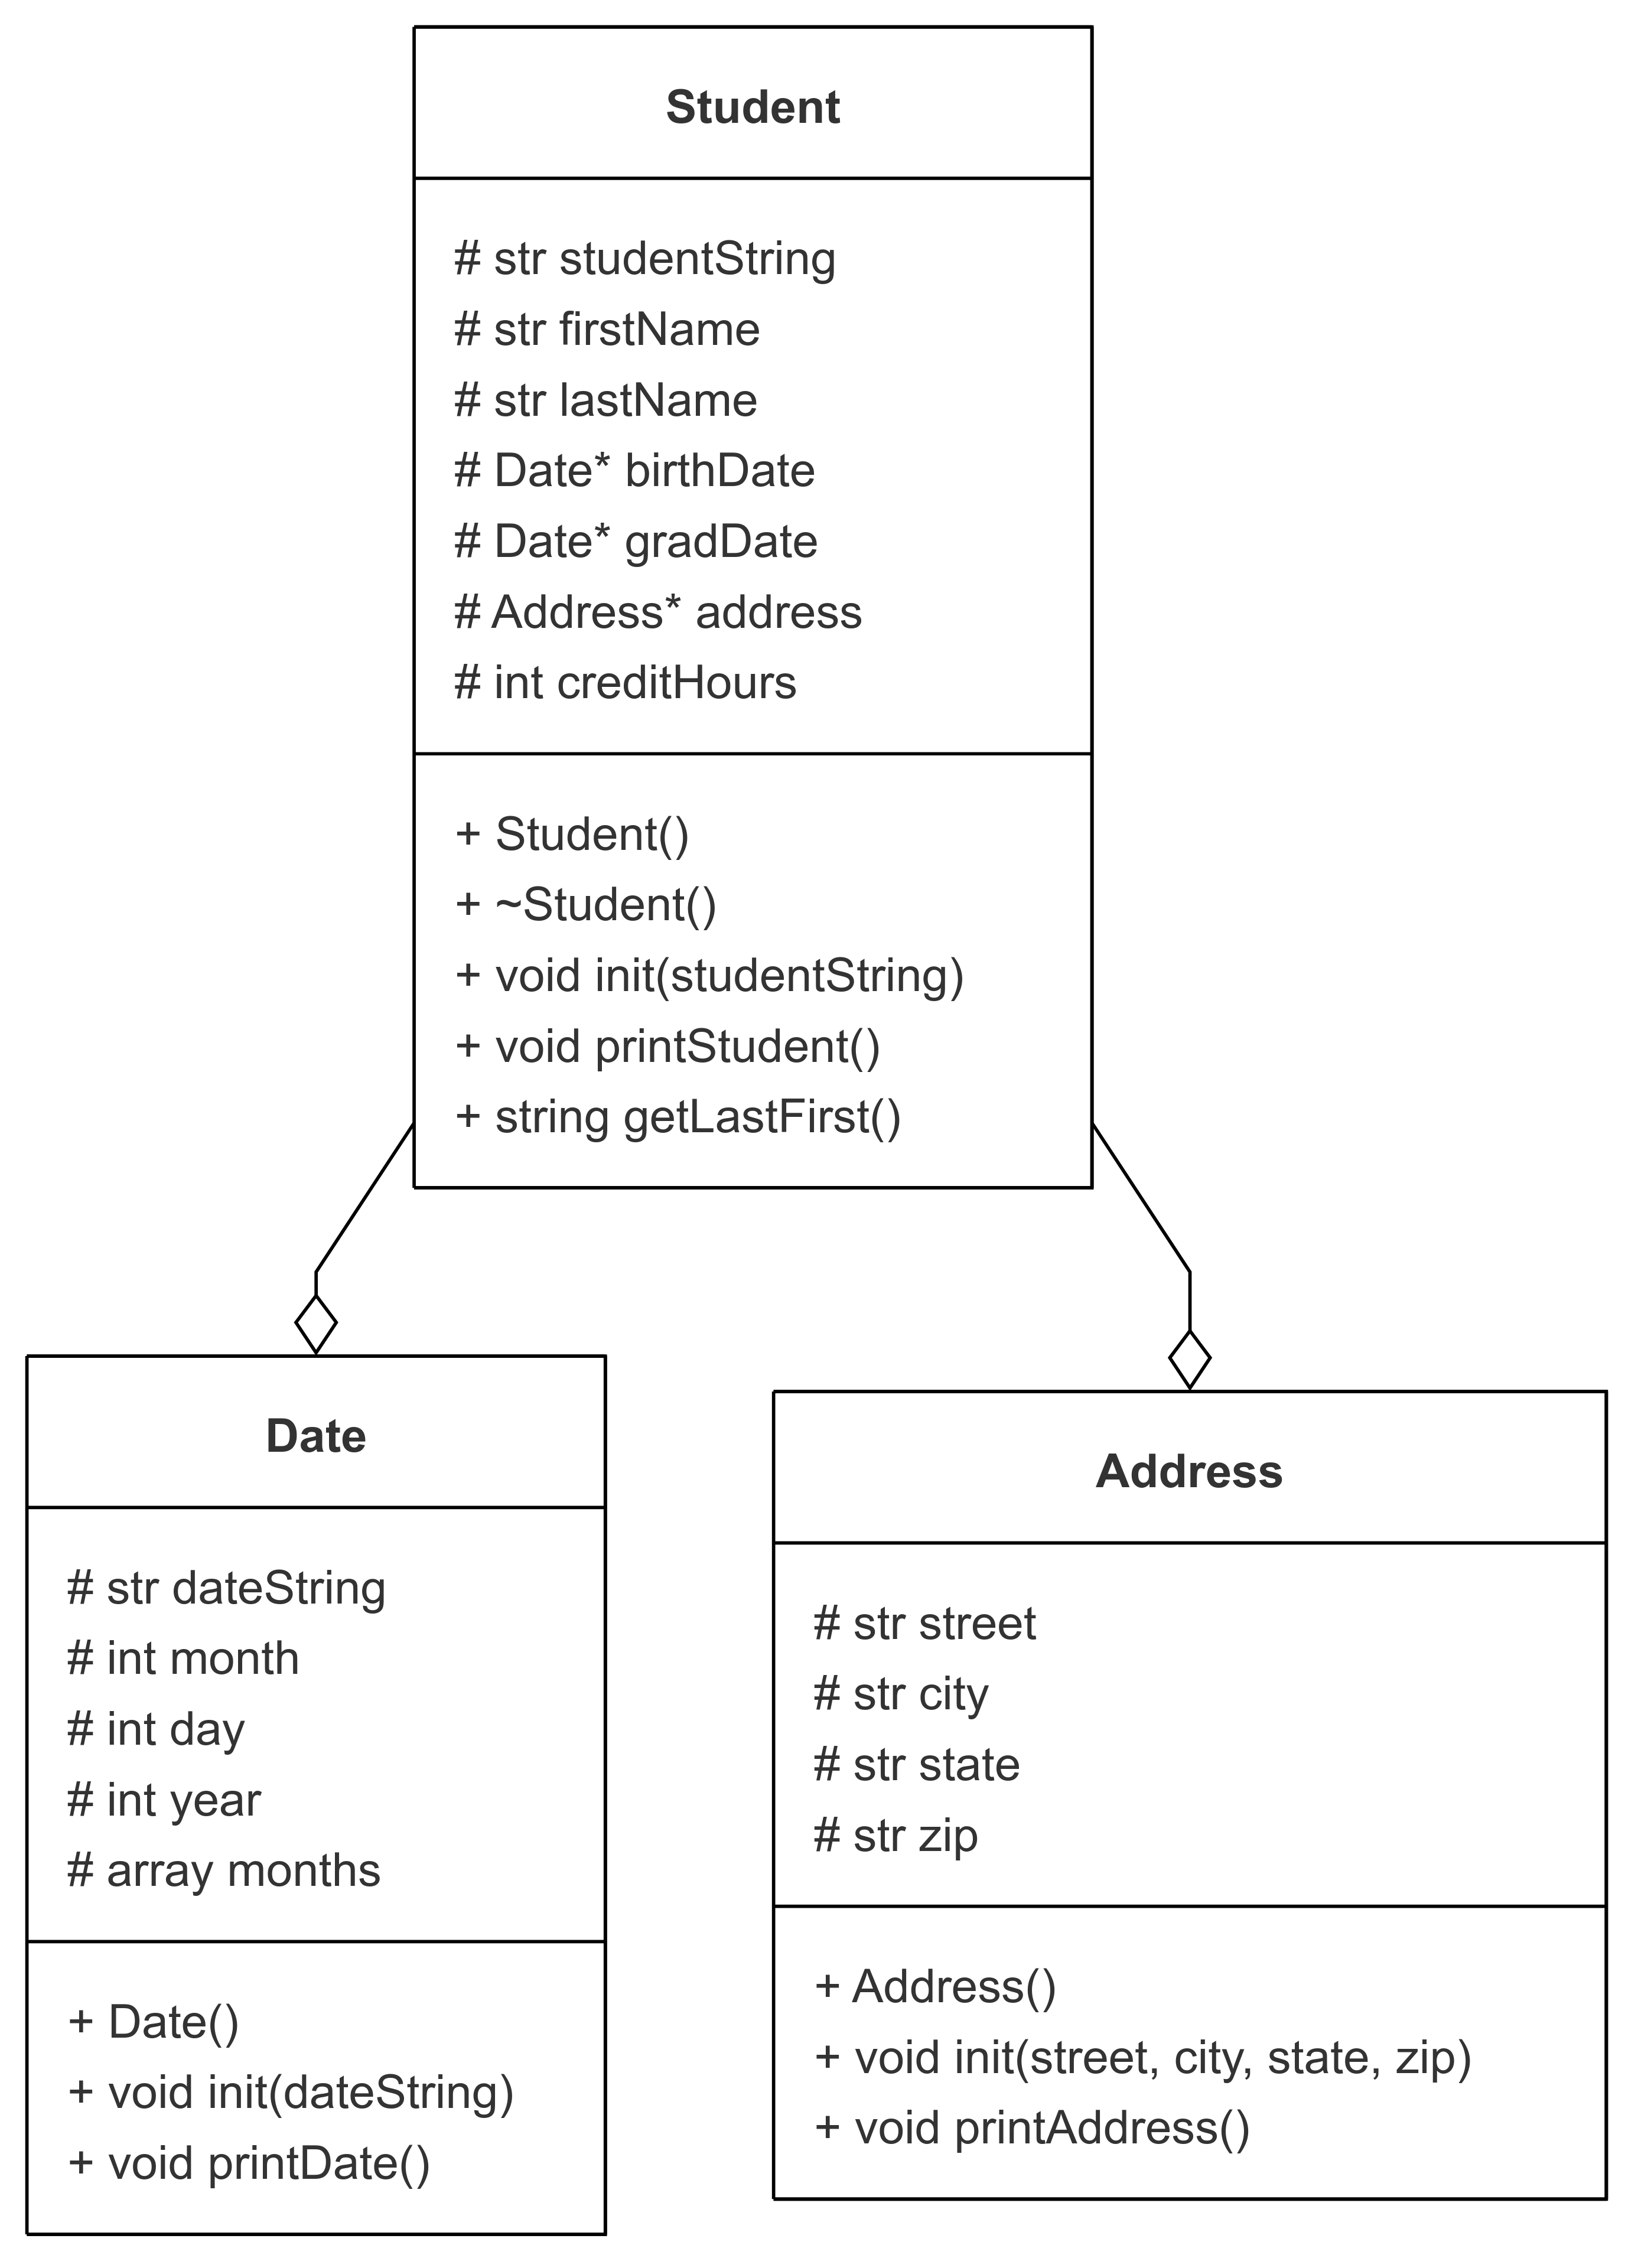 Student
# str studentString
# str firstName
# str lastName
# Date* birthDate
# Date* gradDate
# Address* address
# int creditHours
+ Student()
+ ~Student()
+ void init(studentString)
+ void printStudent()
+ string getLastFirst()
Date
# str dateString
# int month
# int day
# int year
# array months
+ Date()
+ void init(dateString)
+ void printDate()
Address
# str street
# str city
# str state
# str zip
+ Address()
+ void init(street, city, state, zip)
+ void printAddress()